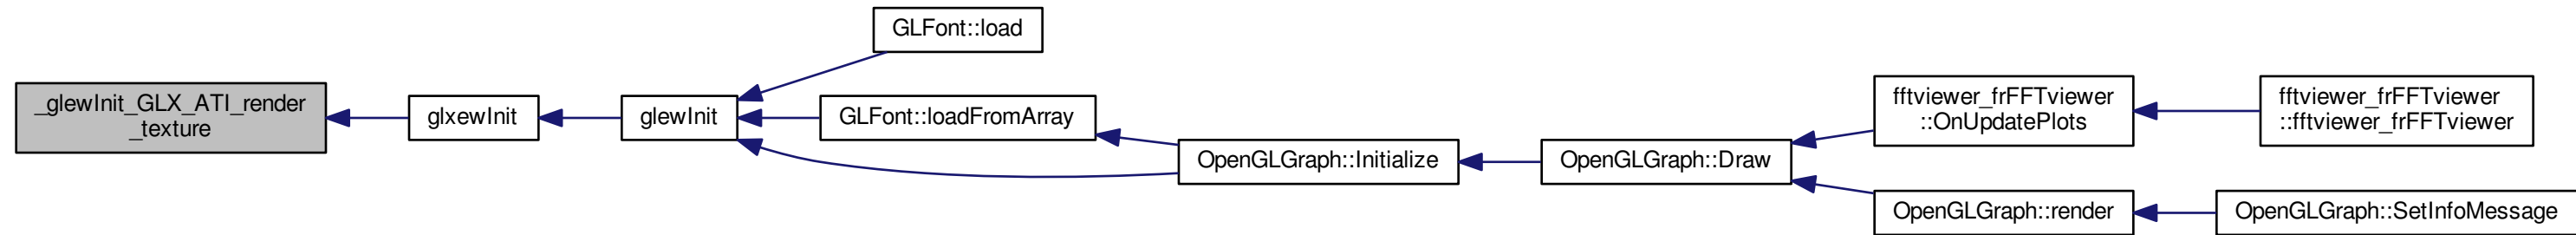 _glewInit_GLX_ATI_render
_texture
glxewInit
glewInit
GLFont::load
GLFont::loadFromArray
OpenGLGraph::Initialize
OpenGLGraph::Draw
fftviewer_frFFTviewer
::OnUpdatePlots
fftviewer_frFFTviewer
::fftviewer_frFFTviewer
OpenGLGraph::render
OpenGLGraph::SetInfoMessage